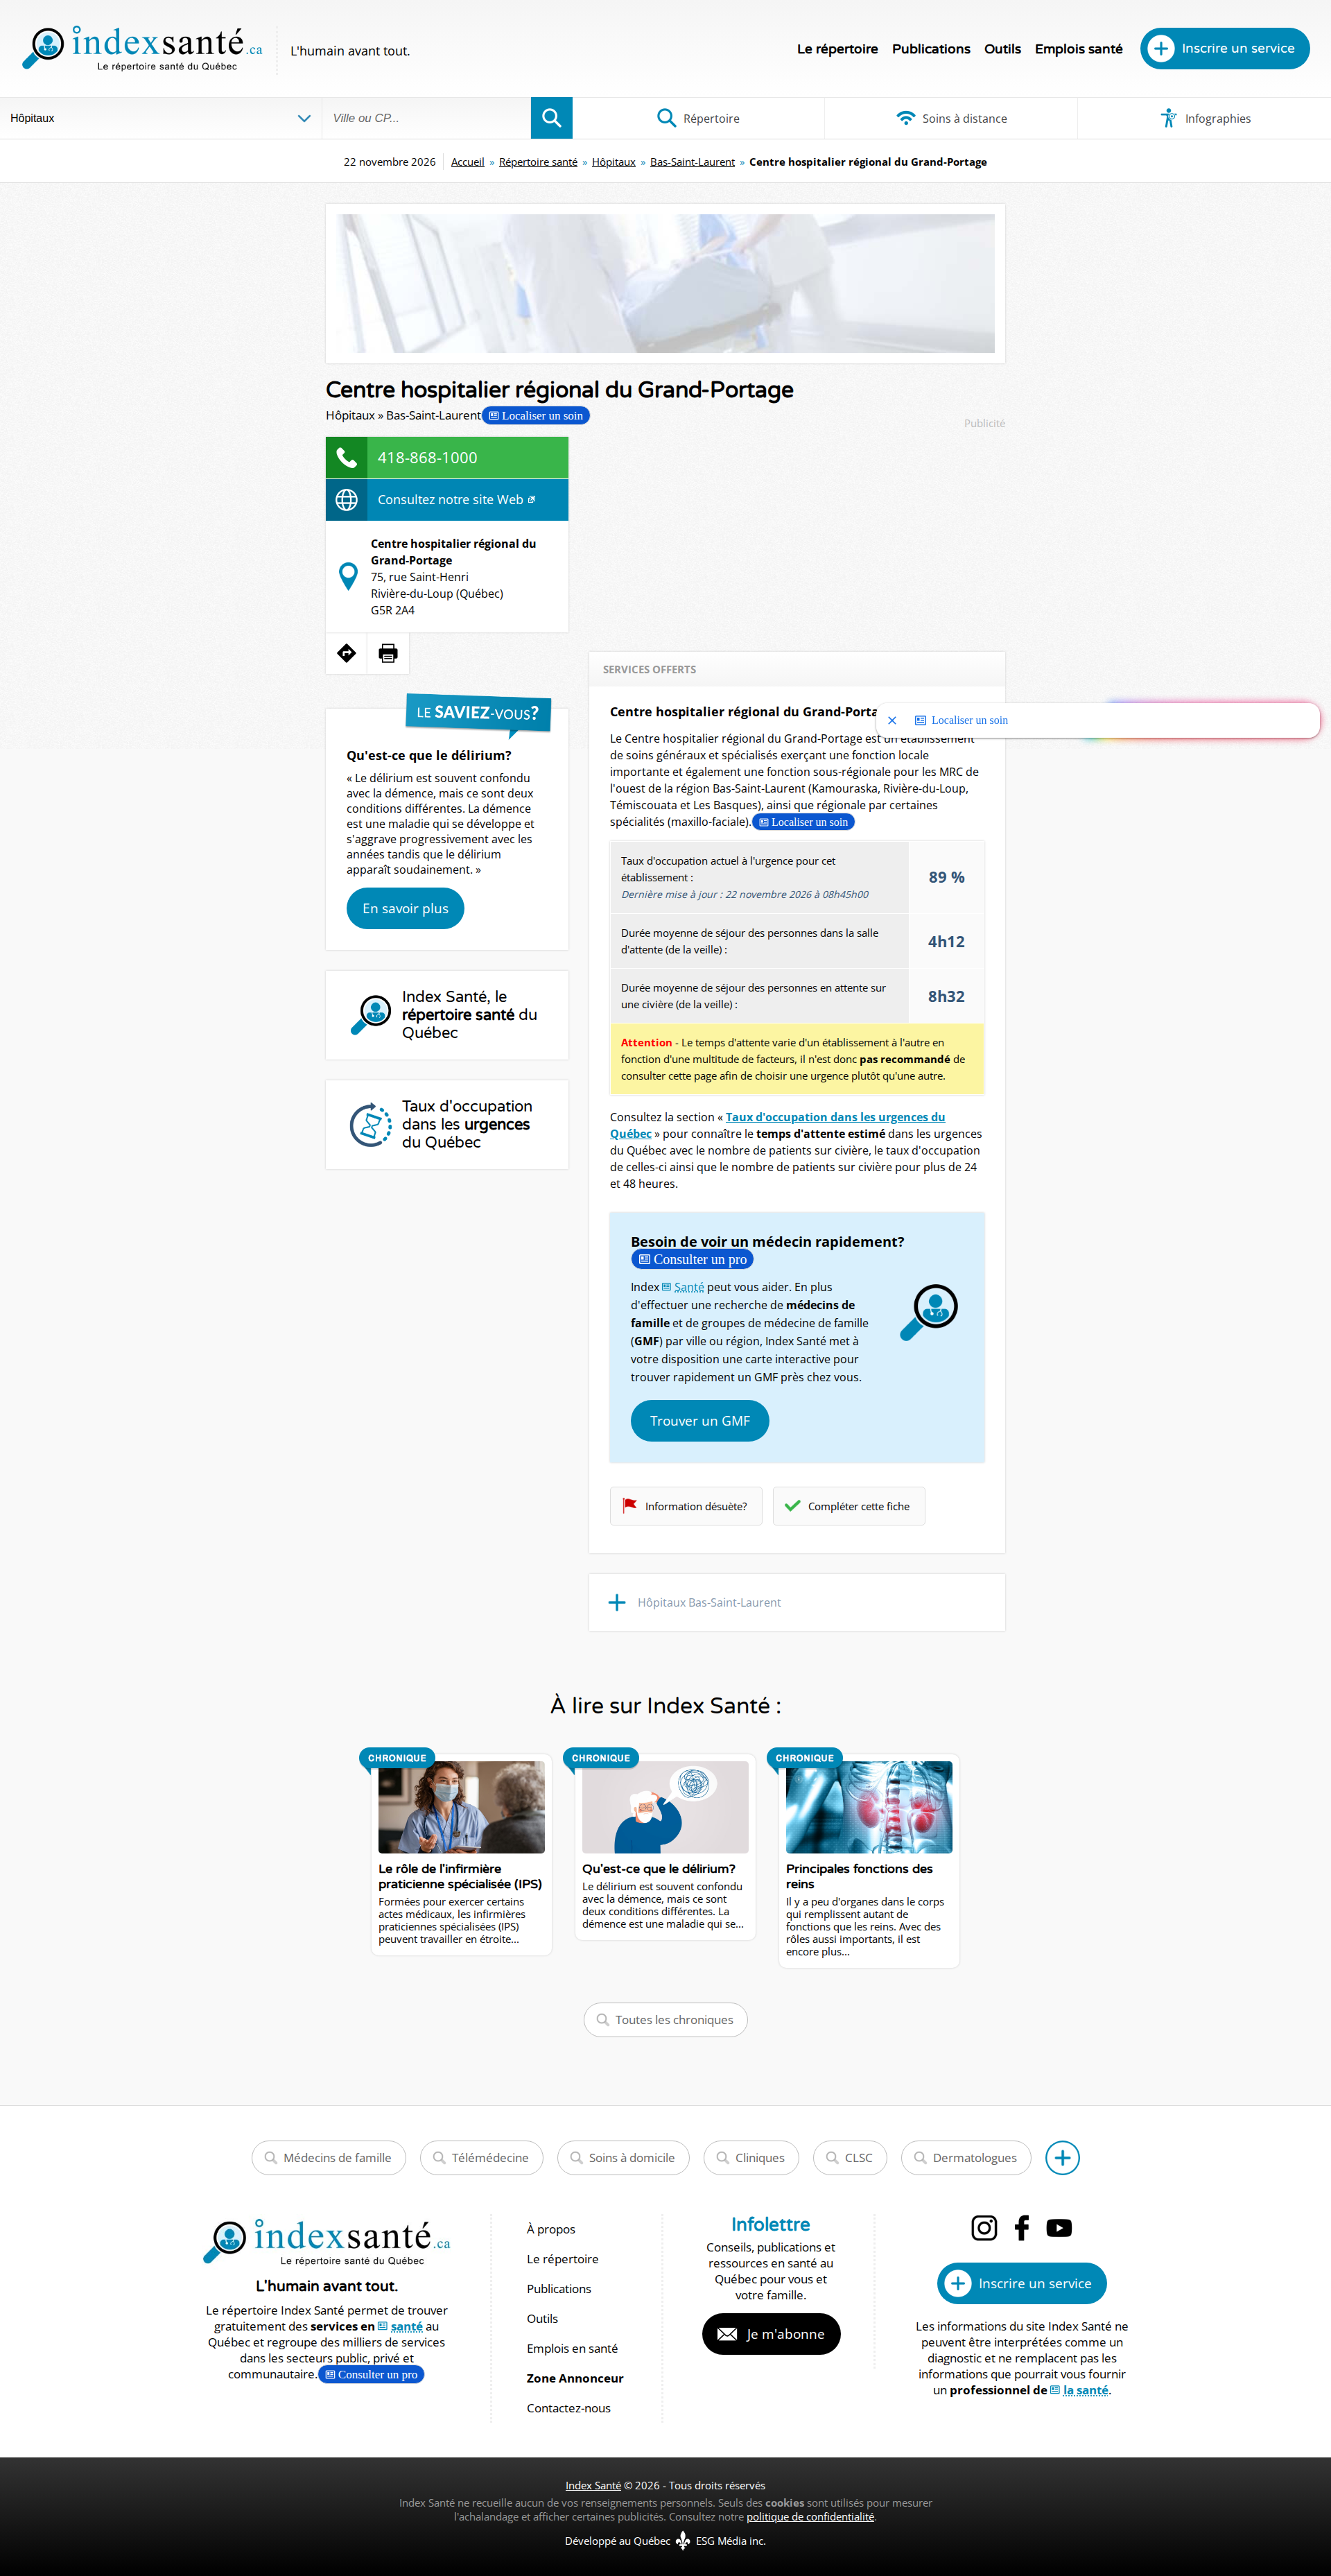 indexsanté.ca
Le répertoire santé du Québec
L'humain avant tout.
Le répertoire
Publications
Outils
Emplois santé
Inscrire un service
Hôpitaux
Ville ou CP...
Répertoire
Soins à distance
Infographies
22 novembre 2026
Accueil » Répertoire santé » Hôpitaux » Bas-Saint-Laurent » Centre hospitalier régional du Grand-Portage
Centre hospitalier régional du Grand-Portage
Hôpitaux » Bas-Saint-Laurent Localiser un soin
Publicité
418-868-1000
Consultez notre site Web
Centre hospitalier régional du
Grand-Portage
75, rue Saint-Henri
Rivière-du-Loup (Québec)
G5R 2A4
LE SAVIEZ-VOUS?
Qu'est-ce que le délirium?
« Le délirium est souvent confondu
avec la démence, mais ce sont deux
conditions différentes. La démence
est une maladie qui se développe et
s'aggrave progressivement avec les
années tandis que le délirium
apparaît soudainement. »
En savoir plus
Index Santé, le
répertoire santé du
Québec
Taux d'occupation
dans les urgences
du Québec
SERVICES OFFERTS
Centre hospitalier régional du Grand-Porta
Localiser un soin
Le Centre hospitalier régional du Grand-Portage est un établissement
de soins généraux et spécialisés exerçant une fonction locale
importante et également une fonction sous-régionale pour les MRC de
l'ouest de la région Bas-Saint-Laurent (Kamouraska, Rivière-du-Loup,
Témiscouata et Les Basques), ainsi que régionale par certaines
spécialités (maxillo-faciale). Localiser un soin
Taux d'occupation actuel à l'urgence pour cet
établissement :
Dernière mise à jour : 22 novembre 2026 à 08h45h00
89 %
Durée moyenne de séjour des personnes dans la salle
d'attente (de la veille) :
4h12
Durée moyenne de séjour des personnes en attente sur
une civière (de la veille) :
8h32
Attention - Le temps d'attente varie d'un établissement à l'autre en
fonction d'une multitude de facteurs, il n'est donc pas recommandé de
consulter cette page afin de choisir une urgence plutôt qu'une autre.
Consultez la section « Taux d'occupation dans les urgences du
Québec » pour connaître le temps d'attente estimé dans les urgences
du Québec avec le nombre de patients sur civière, le taux d'occupation
de celles-ci ainsi que le nombre de patients sur civière pour plus de 24
et 48 heures.
Besoin de voir un médecin rapidement?
Consulter un pro
Index Santé peut vous aider. En plus
d'effectuer une recherche de médecins de
famille et de groupes de médecine de famille
(GMF) par ville ou région, Index Santé met à
votre disposition une carte interactive pour
trouver rapidement un GMF près chez vous.
Trouver un GMF
Information désuète?
Compléter cette fiche
Hôpitaux Bas-Saint-Laurent
À lire sur Index Santé :
CHRONIQUE
Le rôle de l'infirmière
praticienne spécialisée (IPS)
Formées pour exercer certains
actes médicaux, les infirmières
praticiennes spécialisées (IPS)
peuvent travailler en étroite...
CHRONIQUE
Qu'est-ce que le délirium?
Le délirium est souvent confondu
avec la démence, mais ce sont
deux conditions différentes. La
démence est une maladie qui se...
CHRONIQUE
Principales fonctions des
reins
Il y a peu d'organes dans le corps
qui remplissent autant de
fonctions que les reins. Avec des
rôles aussi importants, il est
encore plus...
Toutes les chroniques
Médecins de famille
Télémédecine
Soins à domicile
Cliniques
CLSC
Dermatologues
indexsanté.ca
Le répertoire santé du Québec
L'humain avant tout.
Le répertoire Index Santé permet de trouver
gratuitement des services en santé au
Québec et regroupe des milliers de services
dans les secteurs public, privé et
communautaire. Consulter un pro
À propos
Le répertoire
Publications
Outils
Emplois en santé
Zone Annonceur
Contactez-nous
Infolettre
Conseils, publications et
ressources en santé au
Québec pour vous et
votre famille.
Je m'abonne
Inscrire un service
Les informations du site Index Santé ne
peuvent être interprétées comme un
diagnostic et ne remplacent pas les
informations que pourrait vous fournir
un professionnel de la santé.
Index Santé © 2026 - Tous droits réservés
Index Santé ne recueille aucun de vos renseignements personnels. Seuls des cookies sont utilisés pour mesurer
l'achalandage et afficher certaines publicités. Consultez notre politique de confidentialité.
Développé au Québec ESG Média inc.